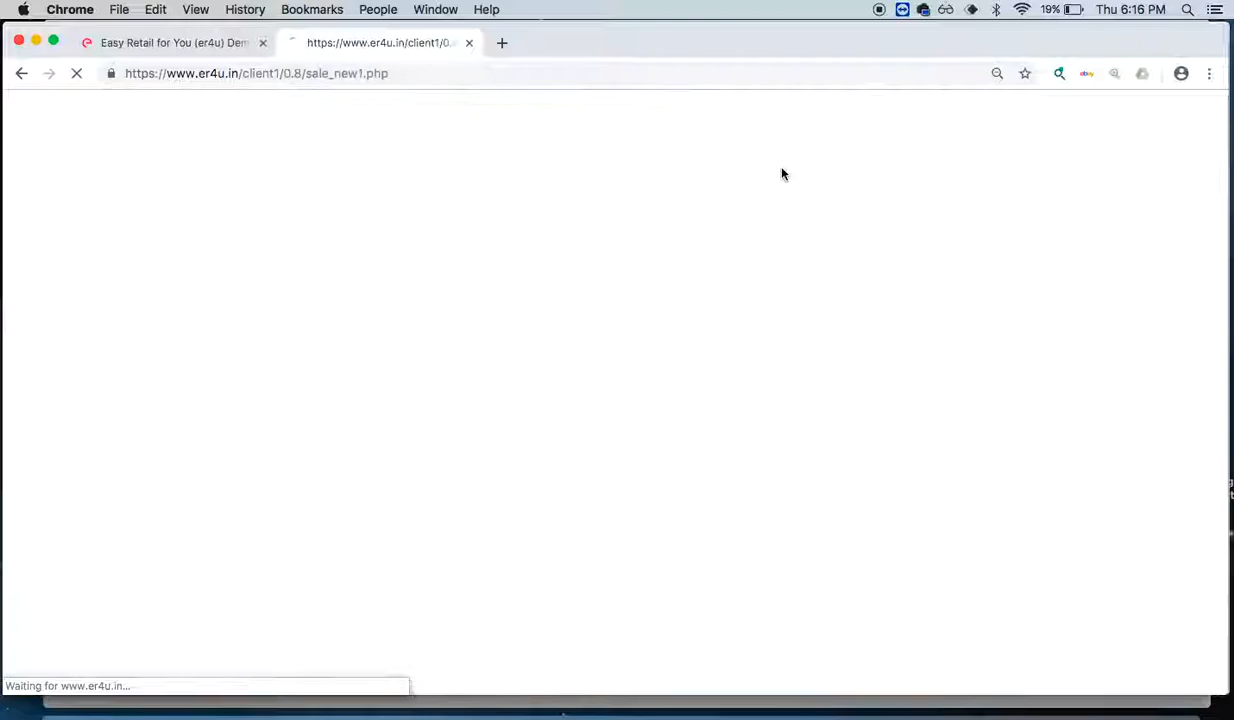 Chrome File Edit View History Bookmarks People Window Help 19% Thu 6:16 PM
Easy Retail for You (er4u) Dem https://www.er4u.in/client1/0.
https://www.er4u.in/client1/0.8/sale_new1.php ebay
Waiting for www.er4u.in...